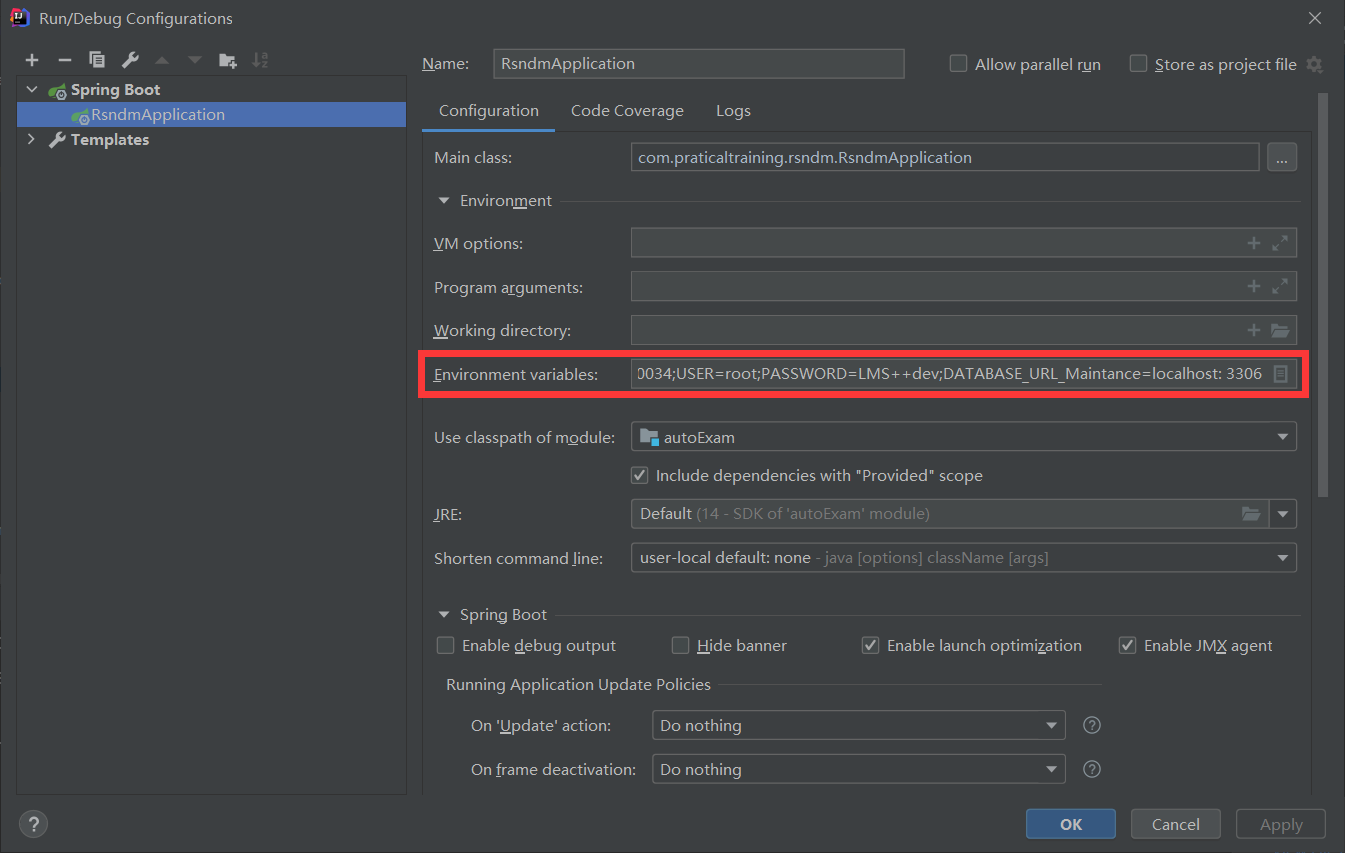 Run/Debug Configurations
Name: RsndmApplication Allow parallel run Store as project file
Spring Boot
RsndmApplication
Templates
Configuration Code Coverage Logs
Main class: com.praticaltraining.rsndm.RsndmApplication ...
Environment
VM options:
Program arguments:
Working directory:
Environment variables: 0034;USER=root;PASSWORD=LMS++dev;DATABASE_URL_Maintance=localhost: 3306
Use classpath of module: autoExam
Include dependencies with "Provided" scope
JRE: Default (14 - SDK of 'autoExam' module)
Shorten command line: user-local default: none - java [options] className [args]
Spring Boot
Enable debug output Hide banner Enable launch optimization Enable JMX agent
Running Application Update Policies
On 'Update' action: Do nothing ?
On frame deactivation: Do nothing ?
? OK Cancel Apply